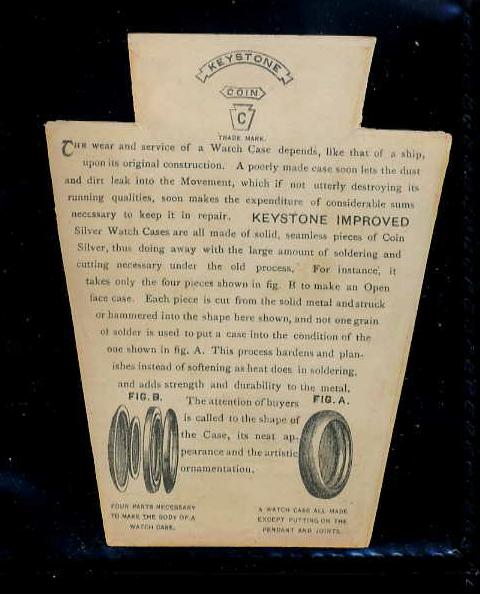 KEYSTONE
COIN
C
TRADE MARK.
THE wear and service of a Watch Case depends, like that of a ship,
upon its original construction. A poorly made case soon lets the dust
and dirt leak into the Movement, which if not utterly destroying its
running qualities, soon makes the expenditure of considerable sums
necessary to keep it in repair. KEYSTONE IMPROVED
Silver Watch Cases are all made of solid, seamless pieces of Coin
Silver, thus doing away with the large amount of soldering and
cutting necessary under the old process. For instance, it
takes only the four pieces shown in fig. B to make an Open
face case. Each piece is cut from the solid metal and struck
or hammered into the shape here shown, and not one grain
of solder is used to put a case into the condition of the
one shown in fig. A. This process hardens and plan-
ishes instead of softening as heat does in soldering,
and adds strength and durability to the metal.
FIG. B.
The attention of buyers
is called to the shape of
the Case, its neat ap-
pearance and the artistic
ornamentation.
FIG. A.
FOUR PARTS NECESSARY
TO MAKE THE BODY OF A
WATCH CASE.
A WATCH CASE ALL MADE
EXCEPT PUTTING ON THE
PENDANT AND JOINTS.